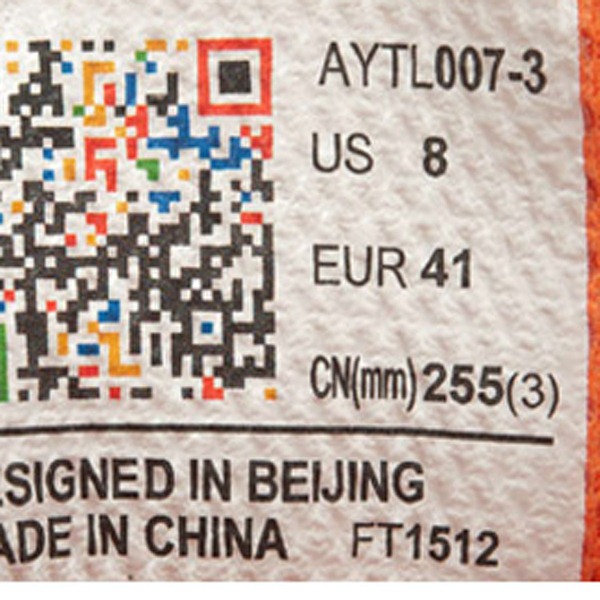 AYTL007-3
US 8
EUR 41
CN(mm)255(3)
SIGNED IN BEIJING
ADE IN CHINA FT1512